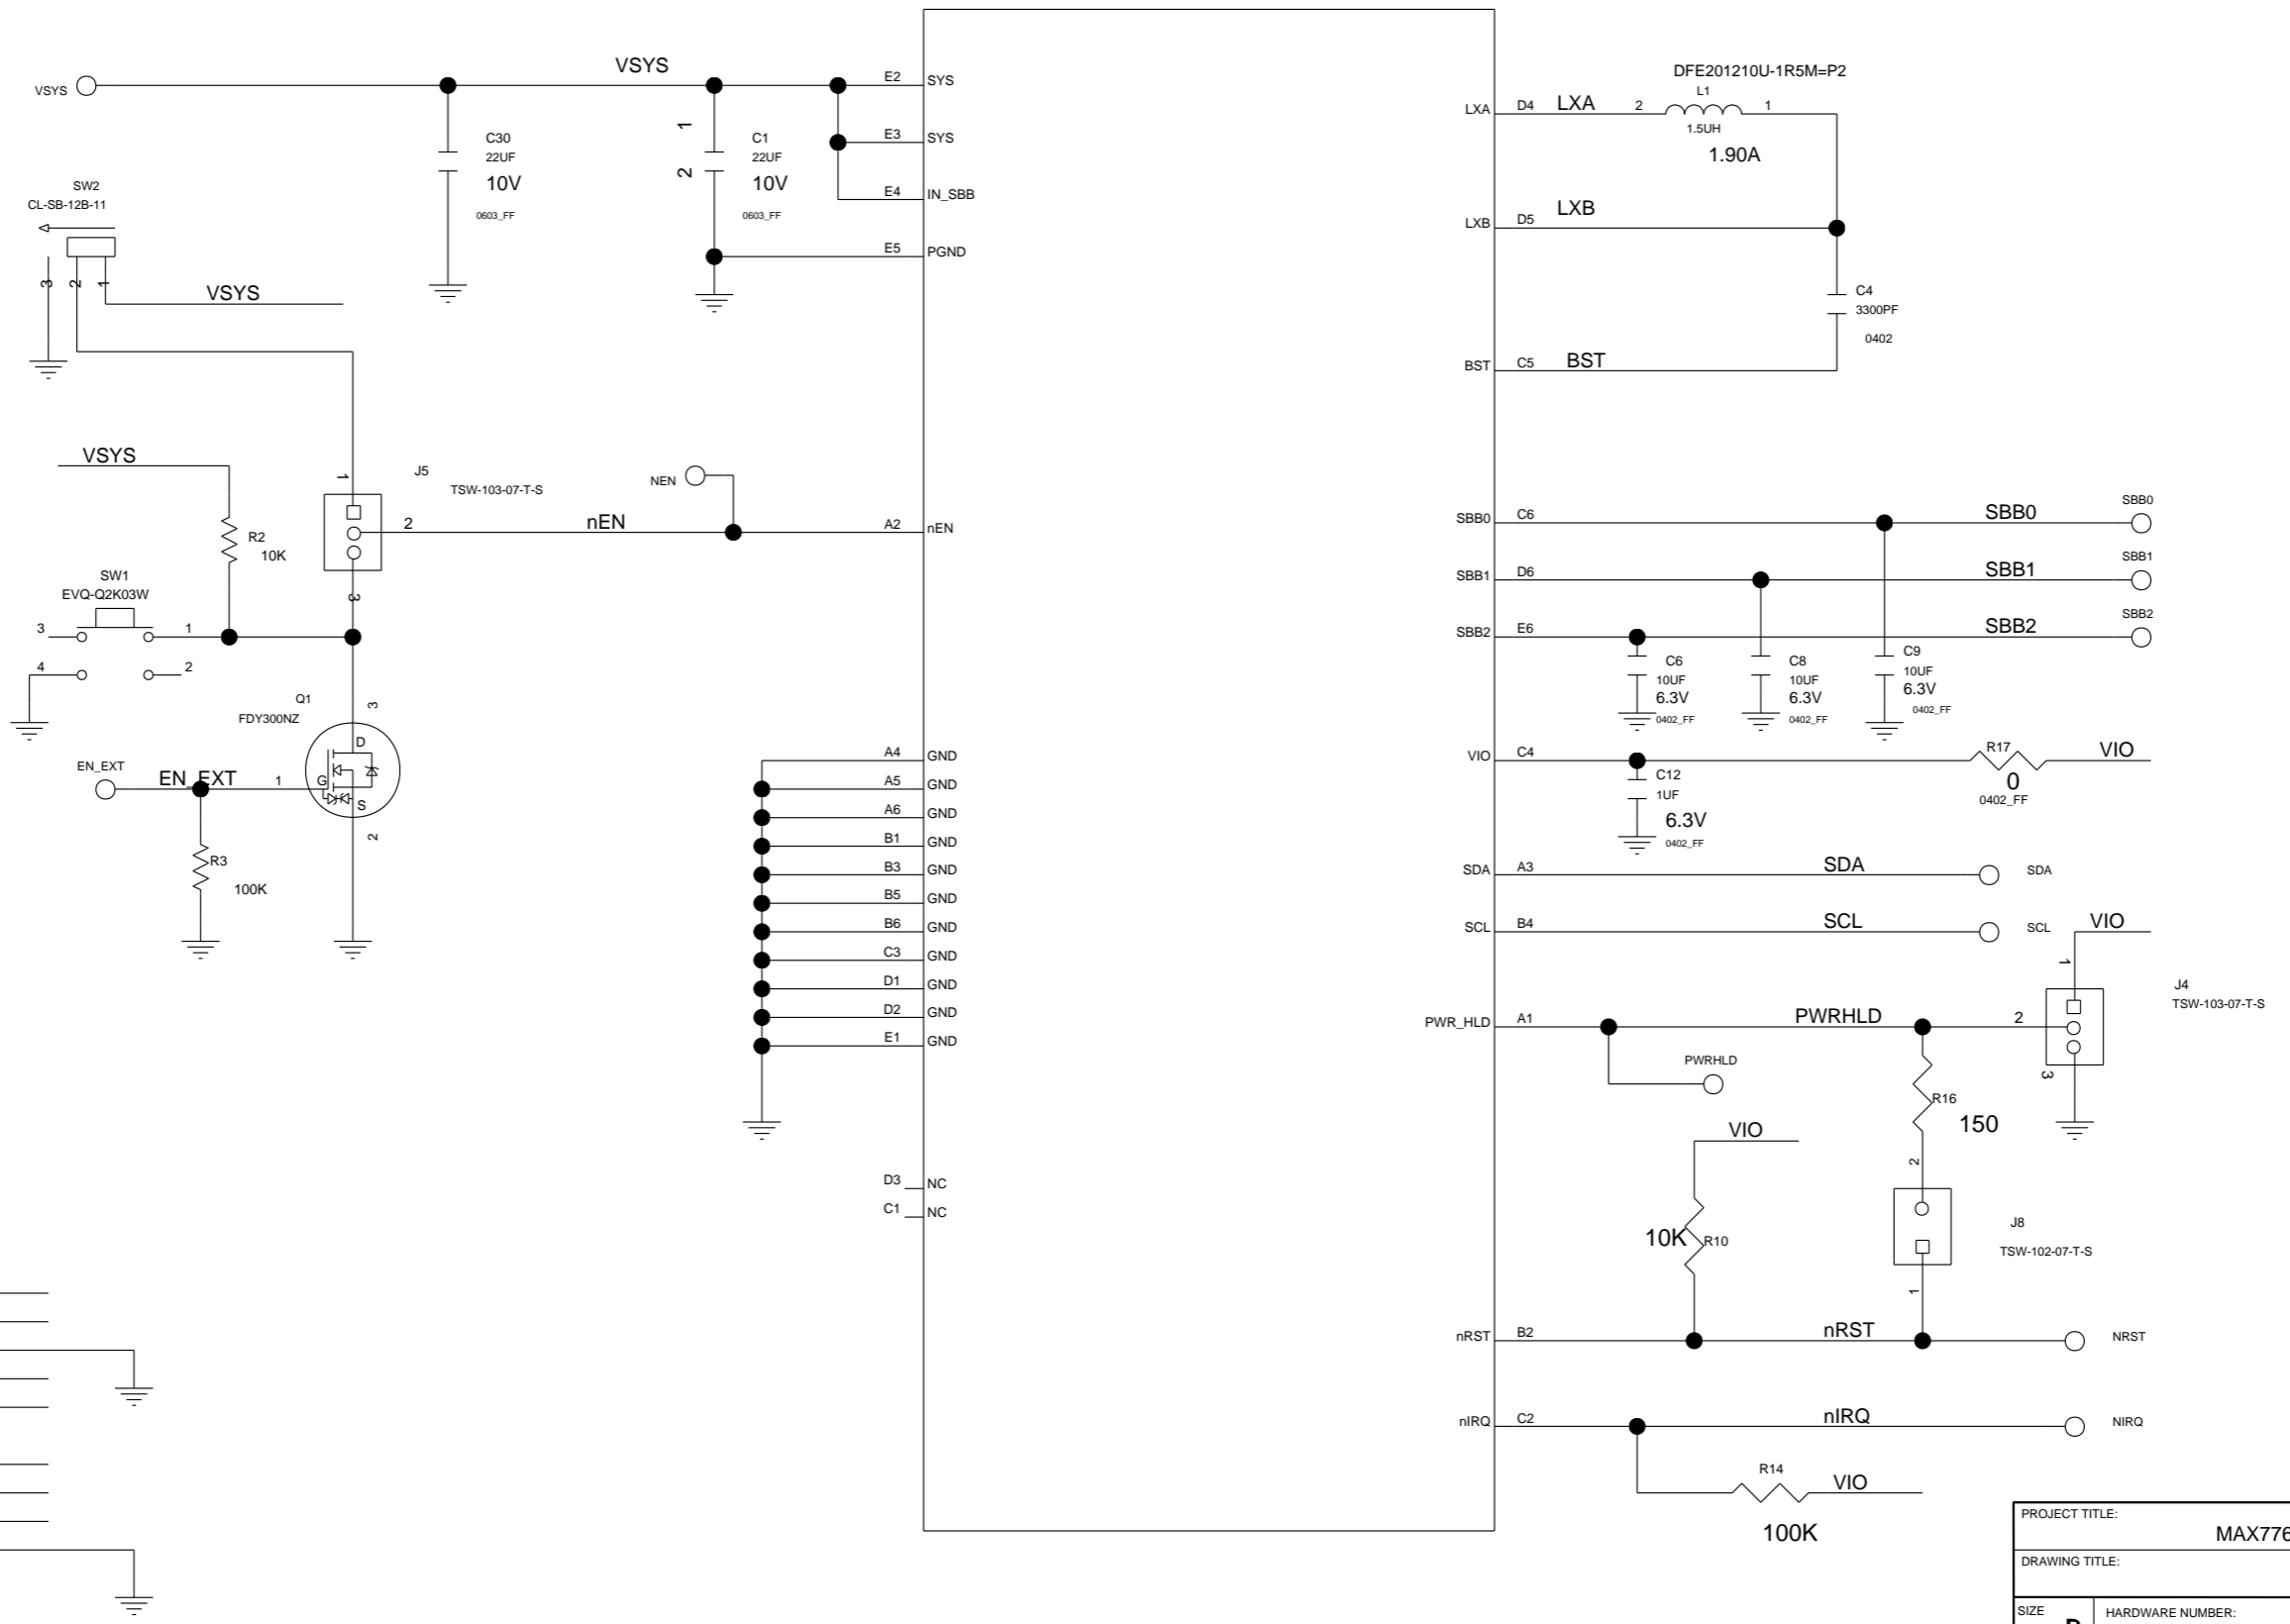 VSYS
VSYS
E2 SYS
E3 SYS
E4 IN_SBB
E5 PGND
C30
22UF
10V
0603_FF
1
2
C1
22UF
10V
0603_FF
SW2
CL-SB-12B-11
3 2 1
VSYS
VSYS
R2
10K
1
J5
TSW-103-07-T-S
2
3
nEN
NEN
A2 nEN
SW1
EVQ-Q2K03W
3
1
4
2
Q1
FDY300NZ
3
D
G
S
1
2
EN_EXT
EN_EXT
R3
100K
A4 GND
A5 GND
A6 GND
B1 GND
B3 GND
B5 GND
B6 GND
C3 GND
D1 GND
D2 GND
E1 GND
D3 NC
C1 NC
DFE201210U-1R5M=P2
L1
LXA D4 LXA 2 1
1.5UH
1.90A
LXB D5 LXB
C4
3300PF
0402
BST C5 BST
SBB0 C6 SBB0 SBB0
SBB1 D6 SBB1 SBB1
SBB2 E6 SBB2 SBB2
C6
10UF
6.3V
0402_FF
C8
10UF
6.3V
0402_FF
C9
10UF
6.3V
0402_FF
VIO C4
R17
0
0402_FF
VIO
C12
1UF
6.3V
0402_FF
SDA A3 SDA SDA
SCL B4 SCL SCL
VIO
1
J4
TSW-103-07-T-S
PWR_HLD A1 PWRHLD 2
3
PWRHLD
R16
150
VIO
10K R10
2
J8
TSW-102-07-T-S
1
nRST B2 nRST NRST
nIRQ C2 nIRQ NIRQ
R14
VIO
100K
PROJECT TITLE:
MAX776
DRAWING TITLE:
SIZE
HARDWARE NUMBER: